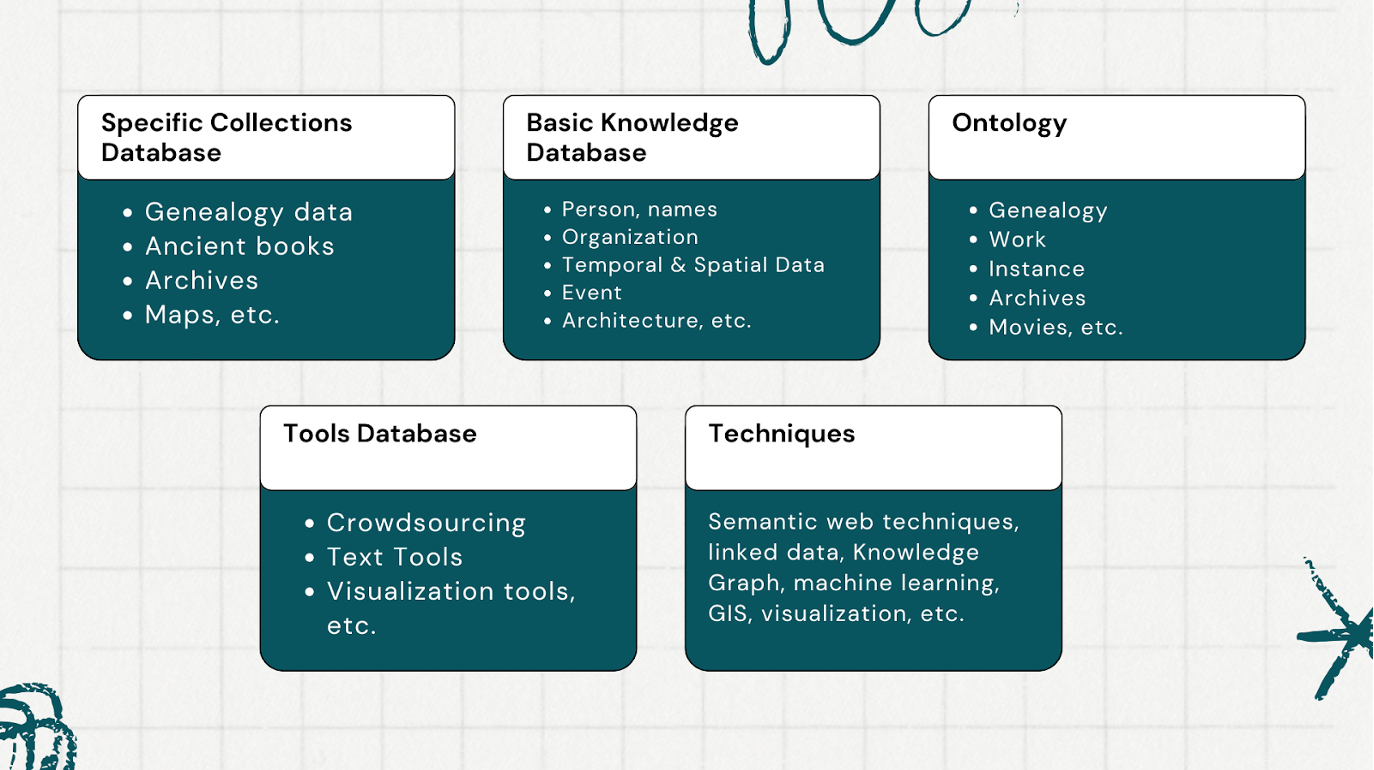 Specific Collections
Database
• Genealogy data
• Ancient books
• Archives
• Maps, etc.
Basic Knowledge
Database
• Person, names
• Organization
• Temporal & Spatial Data
• Event
• Architecture, etc.
Ontology
• Genealogy
• Work
• Instance
• Archives
• Movies, etc.
Tools Database
• Crowdsourcing
• Text Tools
• Visualization tools,
etc.
Techniques
Semantic web techniques,
linked data, Knowledge
Graph, machine learning,
GIS, visualization, etc.